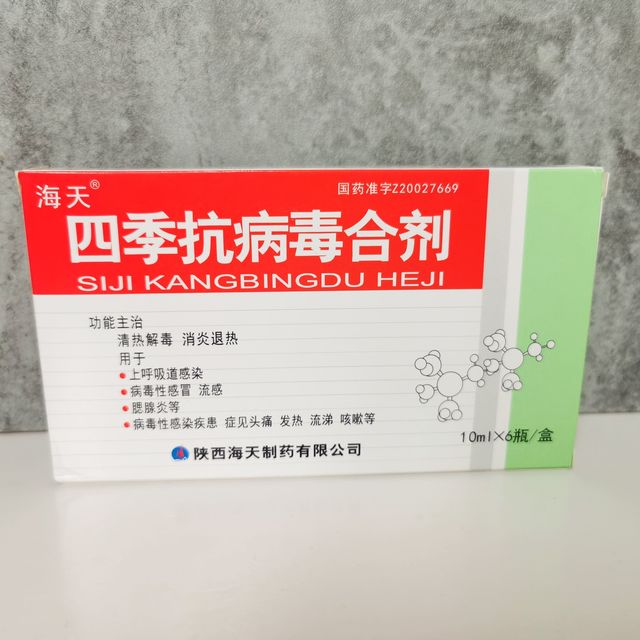 海天®
国药准字Z20027669
四季抗病毒合剂
SIJI KANGBINGDU HEJI
功能主治
清热解毒 消炎退热
用于
•上呼吸道感染
•病毒性感冒 流感
•腮腺炎等
•病毒性感染疾患 症见头痛 发热 流涕 咳嗽等
10ml×6瓶/盒
陕西海天制药有限公司